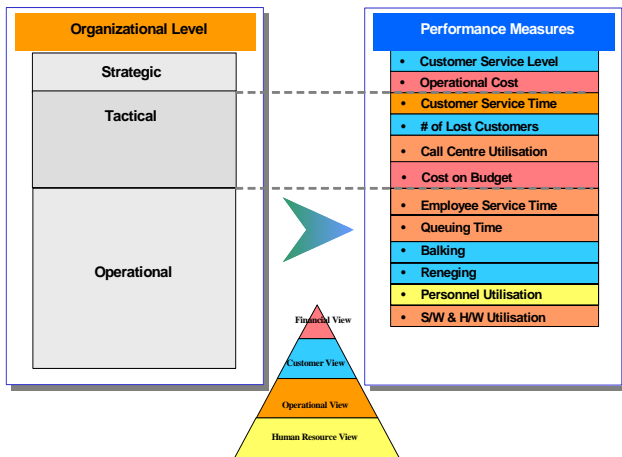 Organizational Level
Strategic
Tactical
Operational
Performance Measures
• Customer Service Level
• Operational Cost
• Customer Service Time
• # of Lost Customers
• Call Centre Utilisation
• Cost on Budget
• Employee Service Time
• Queuing Time
• Balking
• Reneging
• Personnel Utilisation
• S/W & H/W Utilisation
Financial View
Customer View
Operational View
Human Resource View